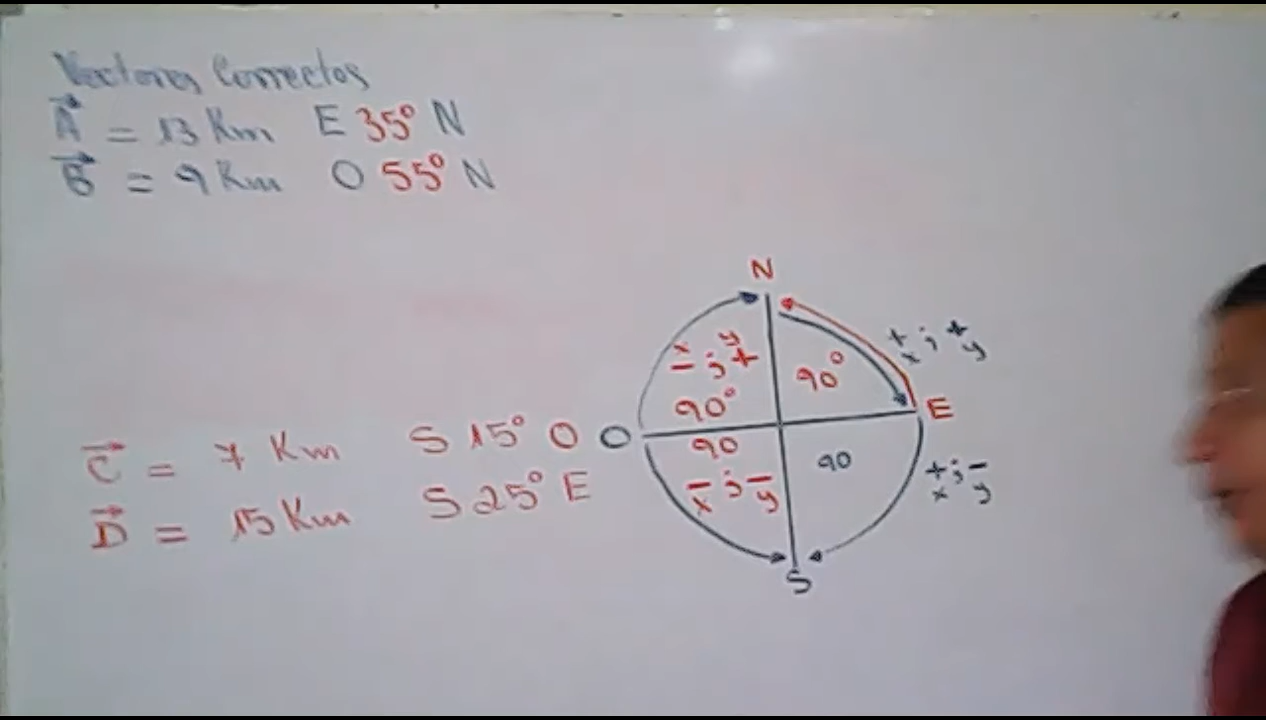 Vectores Correctos
A = 13 Km E 35° N
B = 9 Km O 55° N
N
x y
- ; +
90°
90°
+ ; +
x y
E
C = 7 Km S 15° O
D = 15 Km S 25° E
O
90
- ; -
x y
90
+ ; -
x y
S